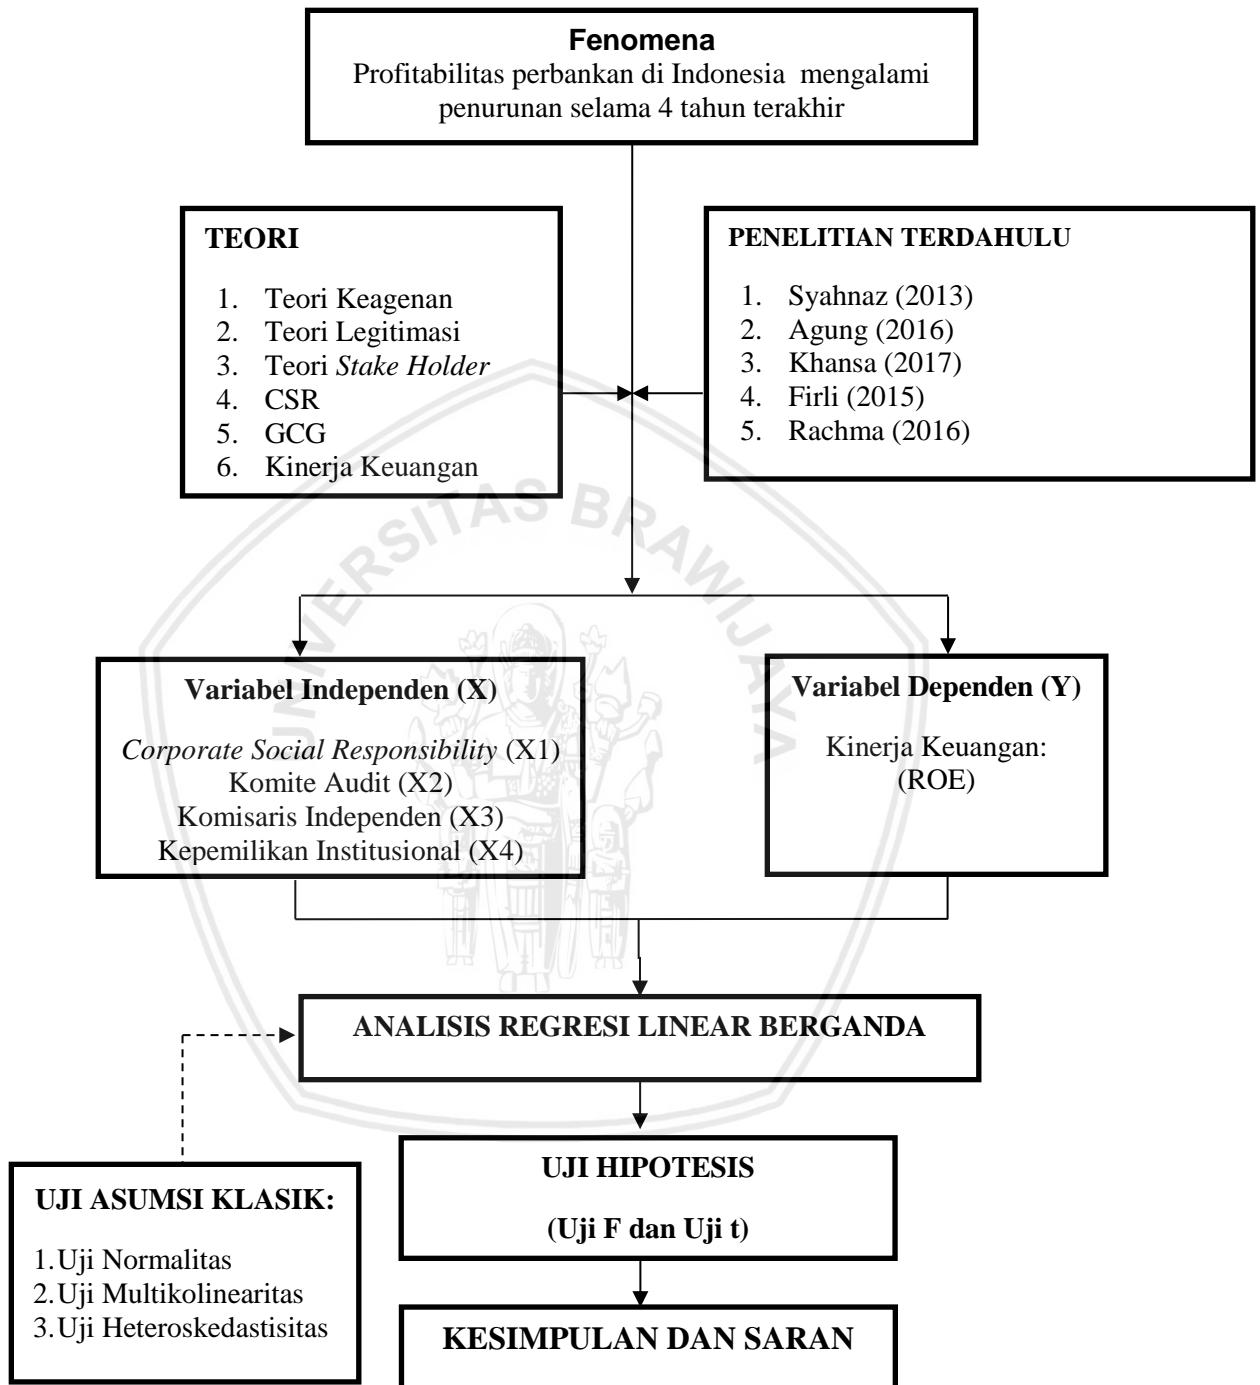 Fenomena
Profitabilitas perbankan di Indonesia mengalami
penurunan selama 4 tahun terakhir
TEORI
1. Teori Keagenan
2. Teori Legitimasi
3. Teori Stake Holder
4. CSR
5. GCG
6. Kinerja Keuangan
PENELITIAN TERDAHULU
1. Syahnaz (2013)
2. Agung (2016)
3. Khansa (2017)
4. Firli (2015)
5. Rachma (2016)
UNIVERSITAS BRAWIJAYA
Variabel Independen (X)
Corporate Social Responsibility (X1)
Komite Audit (X2)
Komisaris Independen (X3)
Kepemilikan Institusional (X4)
Variabel Dependen (Y)
Kinerja Keuangan:
(ROE)
ANALISIS REGRESI LINEAR BERGANDA
UJI HIPOTESIS
(Uji F dan Uji t)
UJI ASUMSI KLASIK:
1.Uji Normalitas
2.Uji Multikolinearitas
3.Uji Heteroskedastisitas
KESIMPULAN DAN SARAN